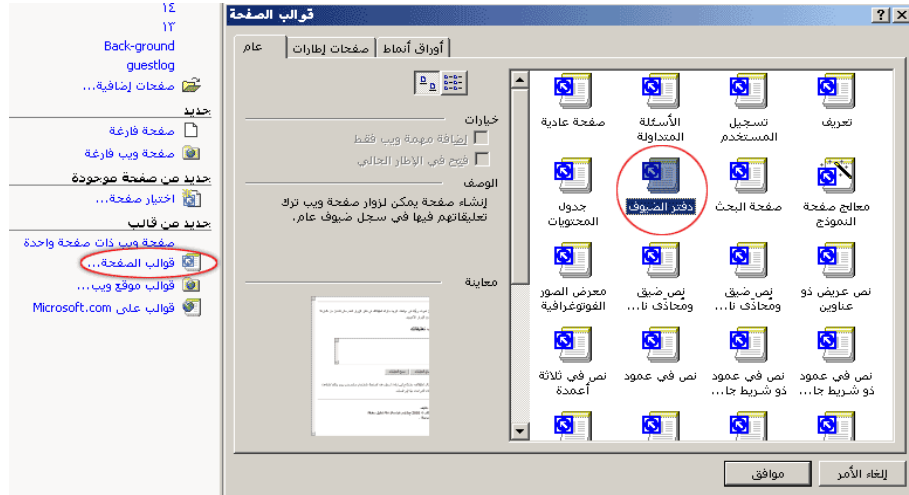 ١٤
١٣
Back-ground
guestlog
صفحات إضافية...
جديد
صفحة فارغة
صفحة ويب فارغة
جديد من صفحة موجودة
اختيار صفحة...
جديد من قالب
صفحة ويب ذات صفحة واحدة
قوالب الصفحة...
قوالب موقع ويب...
قوالب على Microsoft.com
قوالب الصفحة
عام
صفحات إطارات
أوراق أنماط
تعريف
تسجيل المستخدم
الأسئلة المتداولة
صفحة عادية
معالج صفحة النموذج
دفتر الضيوف
صفحة البحث
جدول المحتويات
نص عريض ذو عناوين
نص ضيق ومُحاذى نا...
نص ضيق ومُحاذى نا...
معرض الصور الفوتوغرافية
نص في عمود ذو شريط جا...
نص في عمود ذو شريط جا...
نص في عمود
نص في ثلاثة أعمدة
خيارات
إضافة مهمة ويب فقط
فتح في الإطار الحالي
الوصف
إنشاء صفحة يمكن لزوار صفحة ويب ترك
تعليقاتهم فيها في سجل ضيوف عام.
معاينة
موافق
إلغاء الأمر